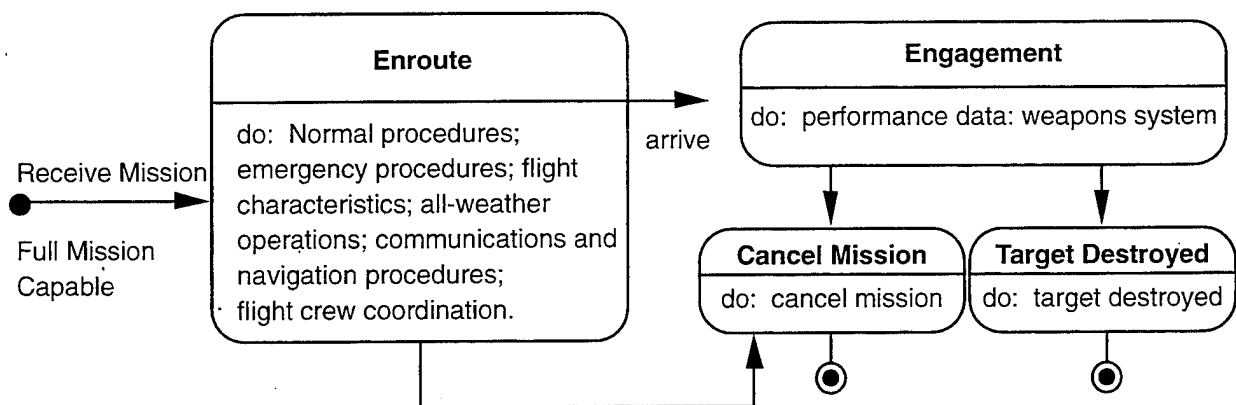 Enroute
do: Normal procedures;
emergency procedures; flight
characteristics; all-weather
operations; communications and
navigation procedures;
flight crew coordination.
Receive Mission
Full Mission
Capable
arrive
Engagement
do: performance data: weapons system
Cancel Mission
do: cancel mission
Target Destroyed
do: target destroyed